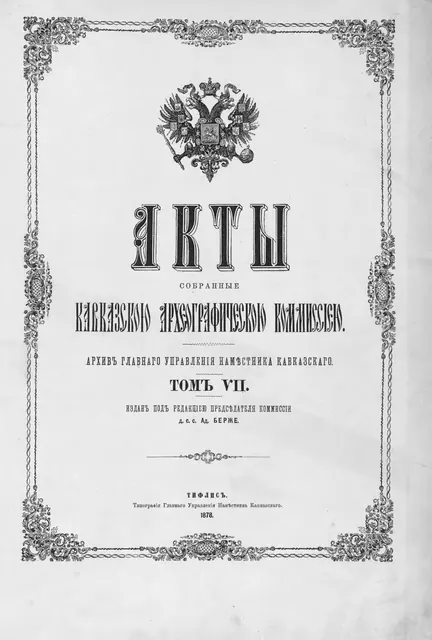 АКТЫ
СОБРАННЫЕ
КАВКАЗСКОЮ АРХЕОГРАФИЧЕСКОЮ КОММИССІЕЮ.
АРХИВЪ ГЛАВНАГО УПРАВЛЕНІЯ НАМѢСТНИКА КАВКАЗСКАГО.
ТОМЪ VII.
ИЗДАНЪ ПОДЪ РЕДАКЦІЕЮ ПРЕДСѢДАТЕЛЯ КОММИССІИ
д. с. с. Ад. БЕРЖЕ.
ТИФЛИСЪ.
Типографія Главнаго Управленія Намѣстника Кавказскаго.
1878.